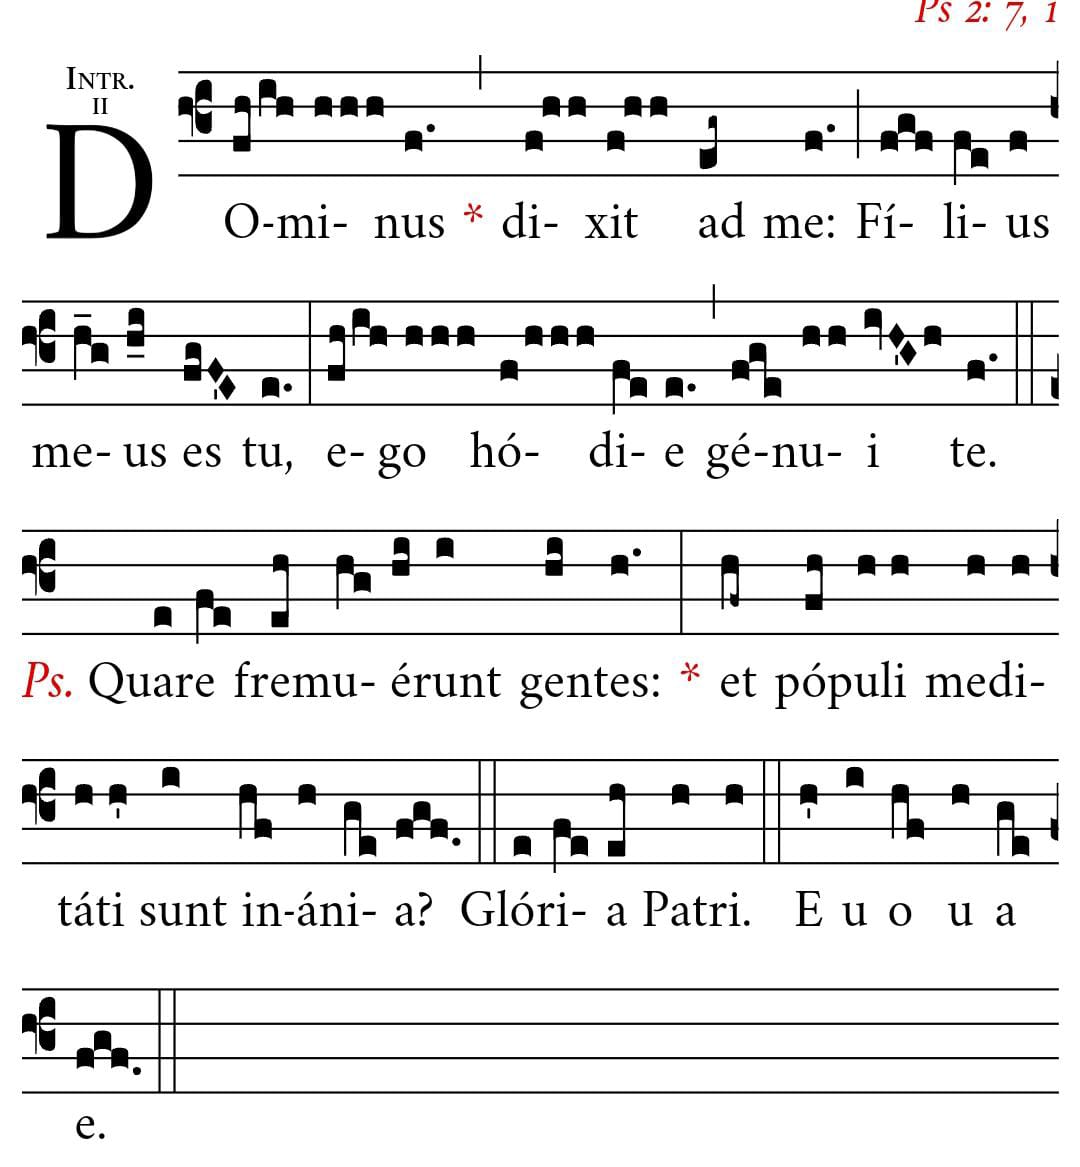 Ps 2: 7, 1
Intr.
II
DO-mi- nus * di- xit ad me: Fí- li- us
me- us es tu, e- go hó- di- e gé-nu- i te.
Ps. Quare fremu- érunt gentes: * et pópuli medi-
táti sunt in-áni- a? Glóri- a Patri. E u o u a
e.